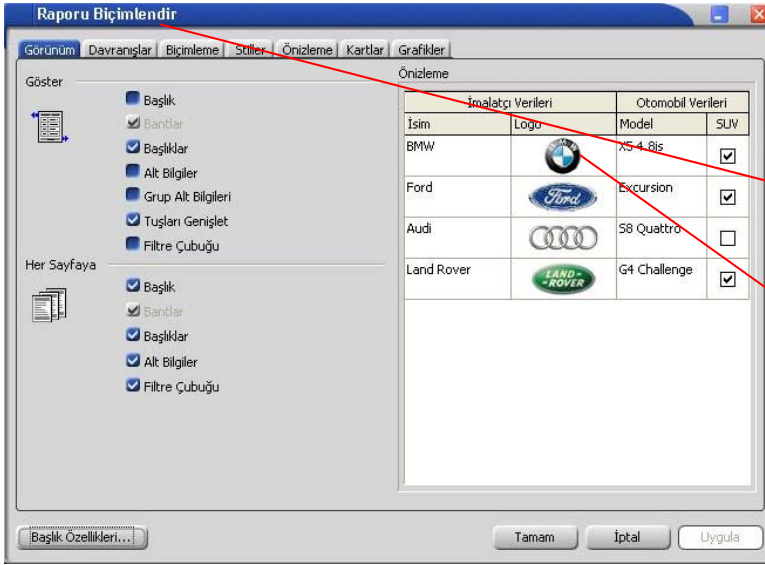 Raporu Biçimlendir
Görünüm Davranışlar Biçimleme Stiller Önizleme Kartlar Grafikler
Göster
Başlık
Bantlar
Başlıklar
Alt Bilgiler
Grup Alt Bilgileri
Tuşları Genişlet
Filtre Çubuğu
Her Sayfaya
Başlık
Bantlar
Başlıklar
Alt Bilgiler
Filtre Çubuğu
Önizleme
İmalatçı Verileri Otomobil Verileri
İsim Logo Model SUV
BMW X5 4.8is
Ford Ford Excursion
Audi S8 Quattro
Land Rover LAND-ROVER G4 Challenge
Başlık Özellikleri... Tamam İptal Uygula